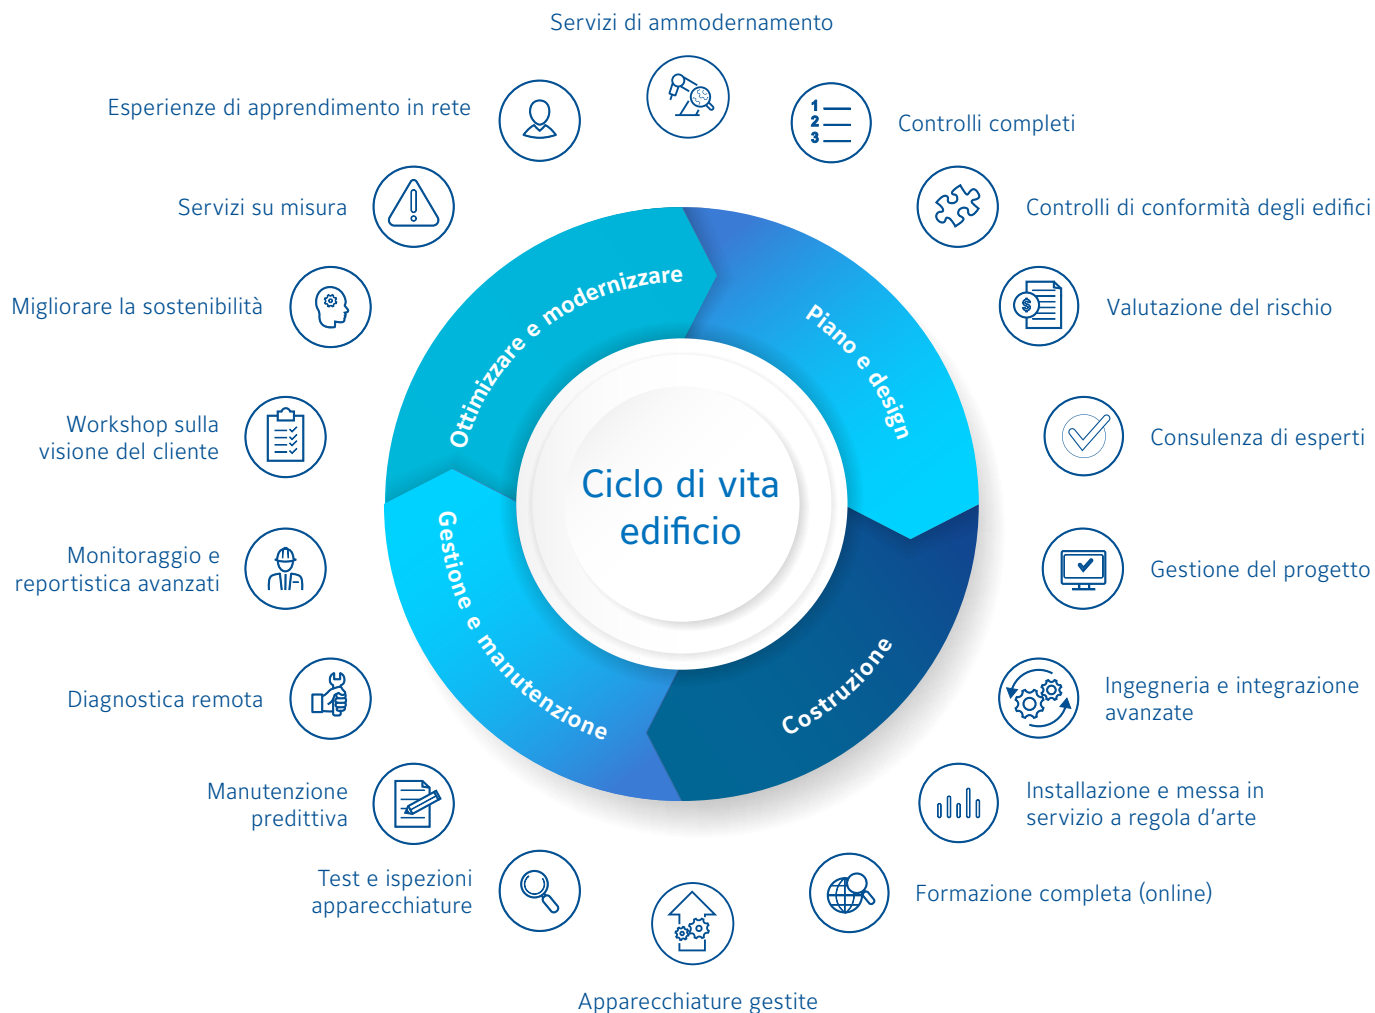 Servizi di ammodernamento
Esperienze di apprendimento in rete
1
2
3
Controlli completi
Servizi su misura
Controlli di conformità degli edifici
Migliorare la sostenibilità
$
Valutazione del rischio
Ottimizzare e modernizzare
Piano e design
Workshop sulla
visione del cliente
Consulenza di esperti
Ciclo di vita
edificio
Monitoraggio e
reportistica avanzati
Gestione del progetto
Gestione e manutenzione
Costruzione
Diagnostica remota
Ingegneria e integrazione
avanzate
Manutenzione
predittiva
Installazione e messa in
servizio a regola d’arte
Test e ispezioni
apparecchiature
Formazione completa (online)
Apparecchiature gestite